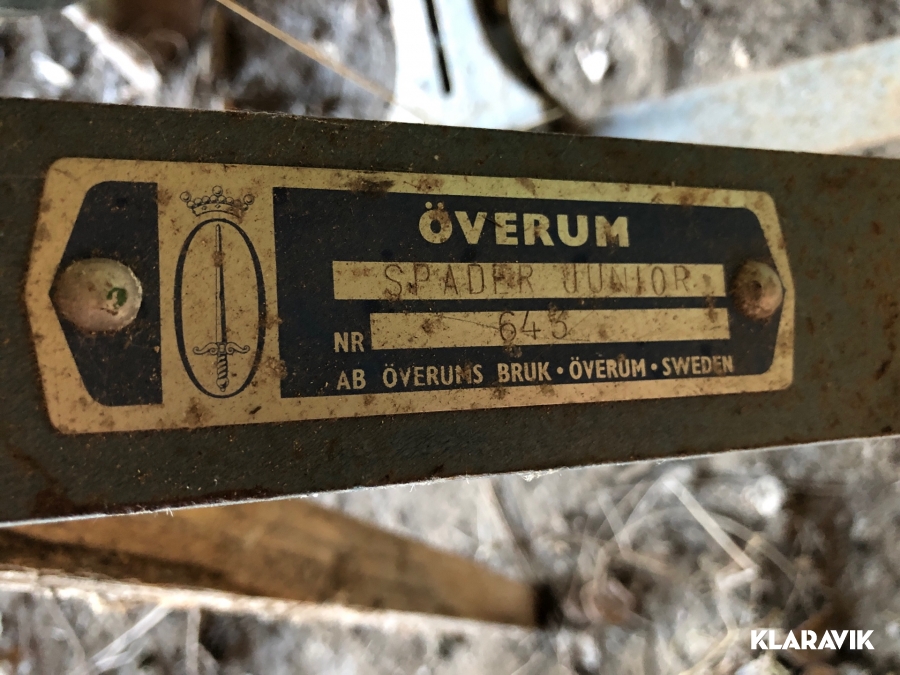 ÖVERUM
SPADER JUNIOR
NR 645
AB ÖVERUMS BRUK • ÖVERUM • SWEDEN
KLARAVIK